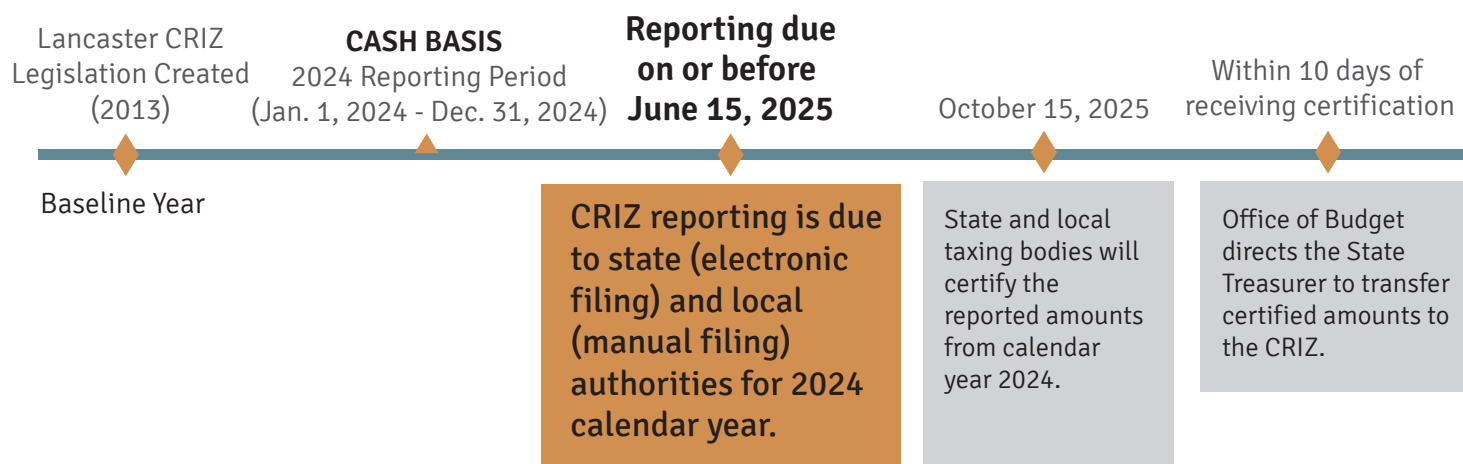 Lancaster CRIZ
Legislation Created
(2013)
Baseline Year
CASH BASIS
2024 Reporting Period
(Jan. 1, 2024 - Dec. 31, 2024)
Reporting due
on or before
June 15, 2025
CRIZ reporting is due
to state (electronic
filing) and local
(manual filing)
authorities for 2024
calendar year.
October 15, 2025
State and local
taxing bodies will
certify the
reported amounts
from calendar
year 2024.
Within 10 days of
receiving certification
Office of Budget
directs the State
Treasurer to transfer
certified amounts to
the CRIZ.